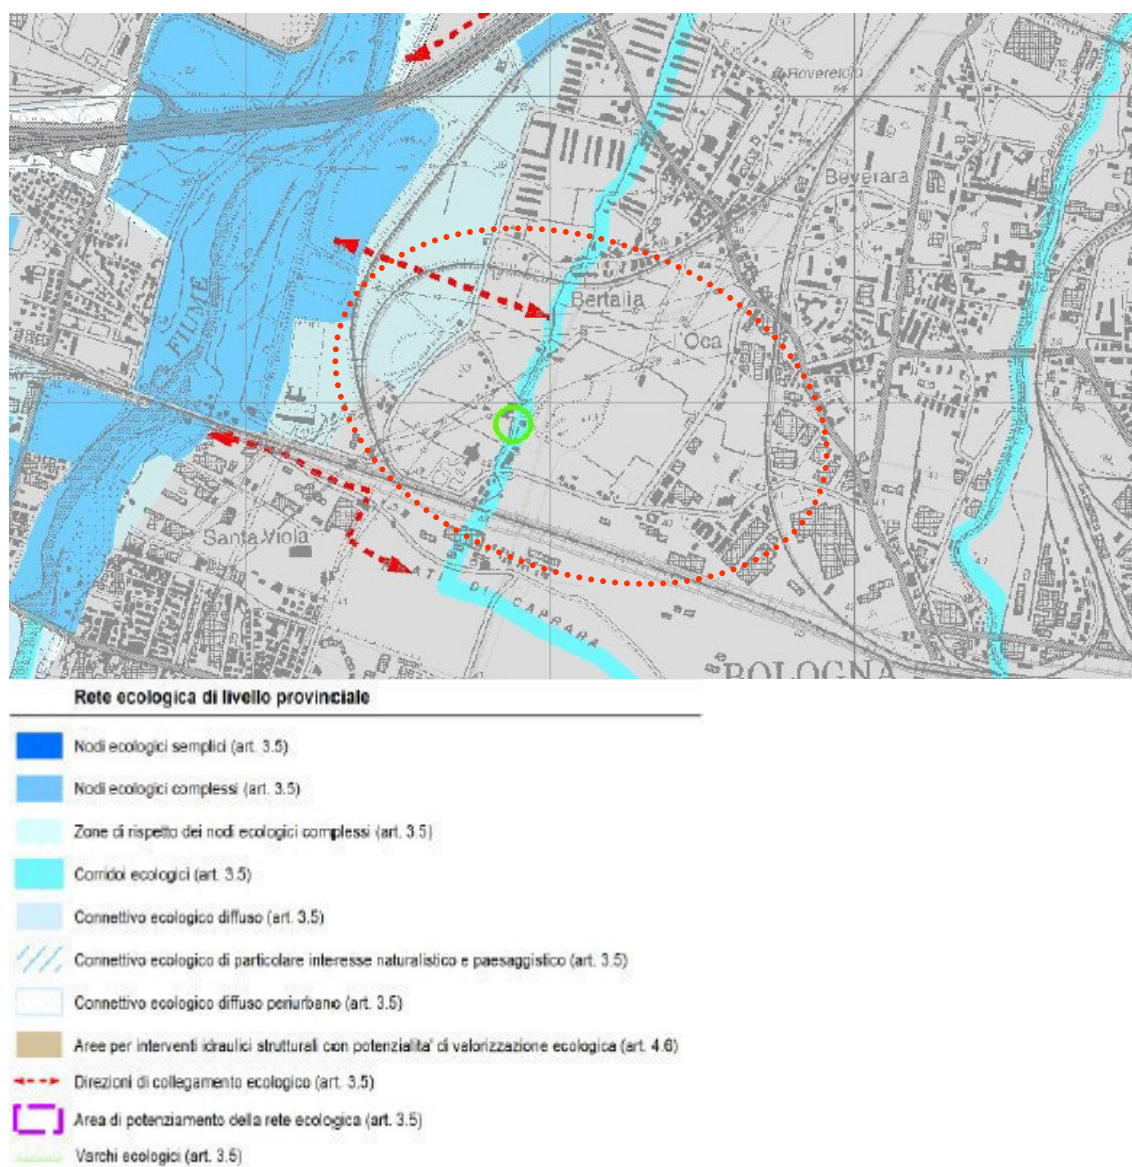 Rovereldo
Beverara
FIUME
Bertalia
Oca
Santa Viola
DI CARRARA
BOLOGNA
Rete ecologica di livello provinciale
Nodi ecologici semplici (art. 3.5)
Nodi ecologici complessi (art. 3.5)
Zone di rispetto dei nodi ecologici complessi (art. 3.5)
Corridoi ecologici (art. 3.5)
Connettivo ecologico diffuso (art. 3.5)
Connettivo ecologico di particolare interesse naturalistico e paesaggistico (art. 3.5)
Connettivo ecologico diffuso periurbano (art. 3.5)
Aree per interventi idraulici strutturali con potenzialita' di valorizzazione ecologica (art. 4.6)
Direzioni di collegamento ecologico (art. 3.5)
Area di potenziamento della rete ecologica (art. 3.5)
Varchi ecologici (art. 3.5)